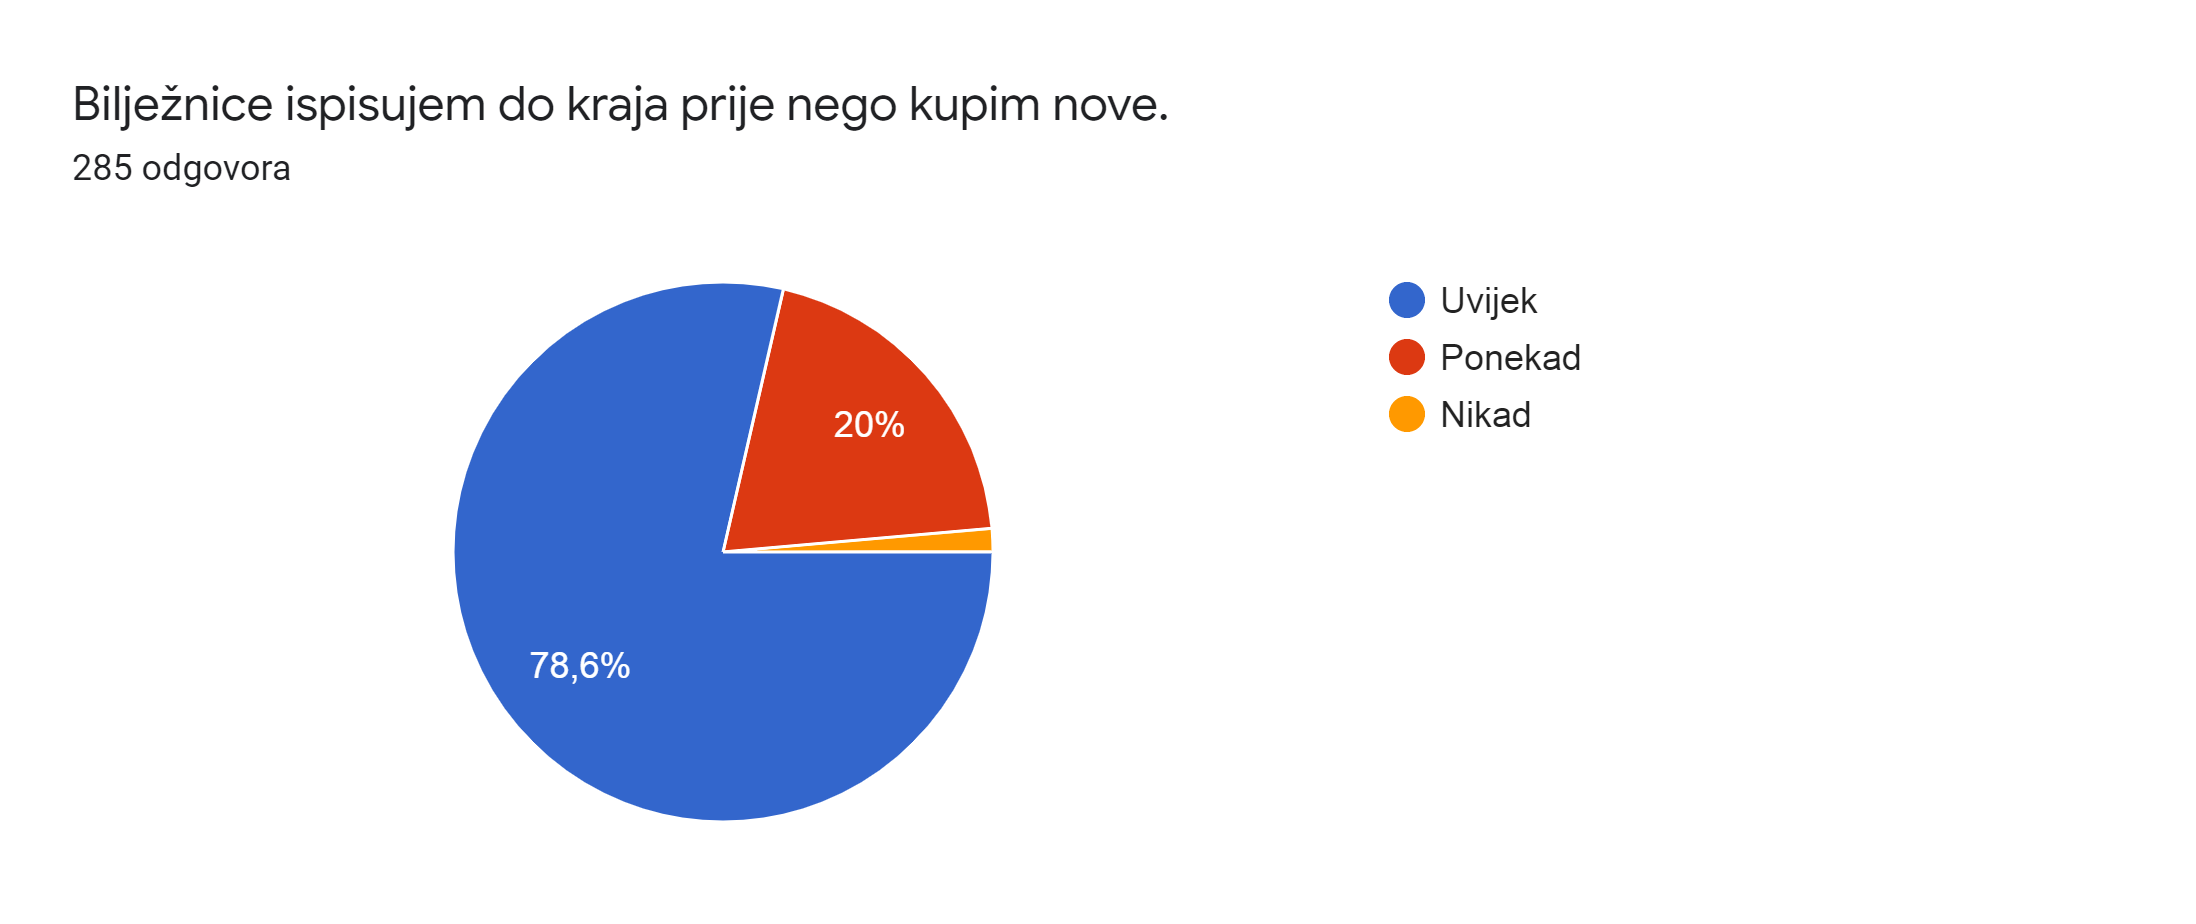 Bilježnice ispisujem do kraja prije nego kupim nove.
285 odgovora
Uvijek
Ponekad
Nikad
20%
78,6%